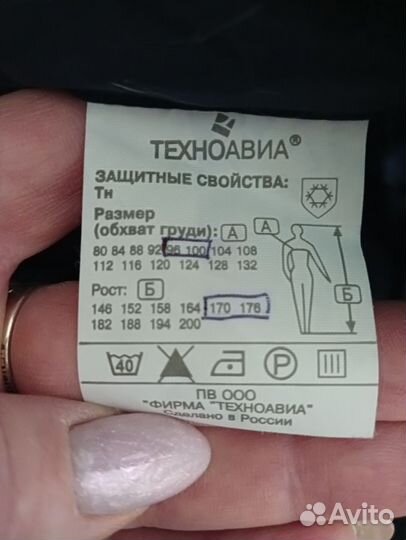 ТЕХНОАВИА®
ЗАЩИТНЫЕ СВОЙСТВА:
Тн
Размер
(обхват груди): А
80 84 88 92 96 100 104 108
112 116 120 124 128 132
Рост: Б
146 152 158 164 170 176
182 188 194 200
А
Б
40
P
ПВ ООО
"ФИРМА "ТЕХНОАВИА"
Сделано в России
Avito